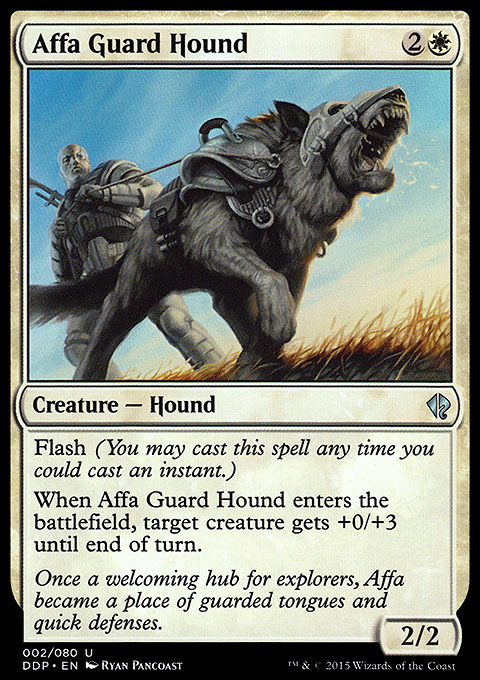 Affa Guard Hound 2
Creature — Hound
Flash (You may cast this spell any time you
could cast an instant.)
When Affa Guard Hound enters the
battlefield, target creature gets +0/+3
until end of turn.
Once a welcoming hub for explorers, Affa
became a place of guarded tongues and
quick defenses.
2/2
002/080 U
DDP • EN Ryan Pancoast
™ & © 2015 Wizards of the Coast